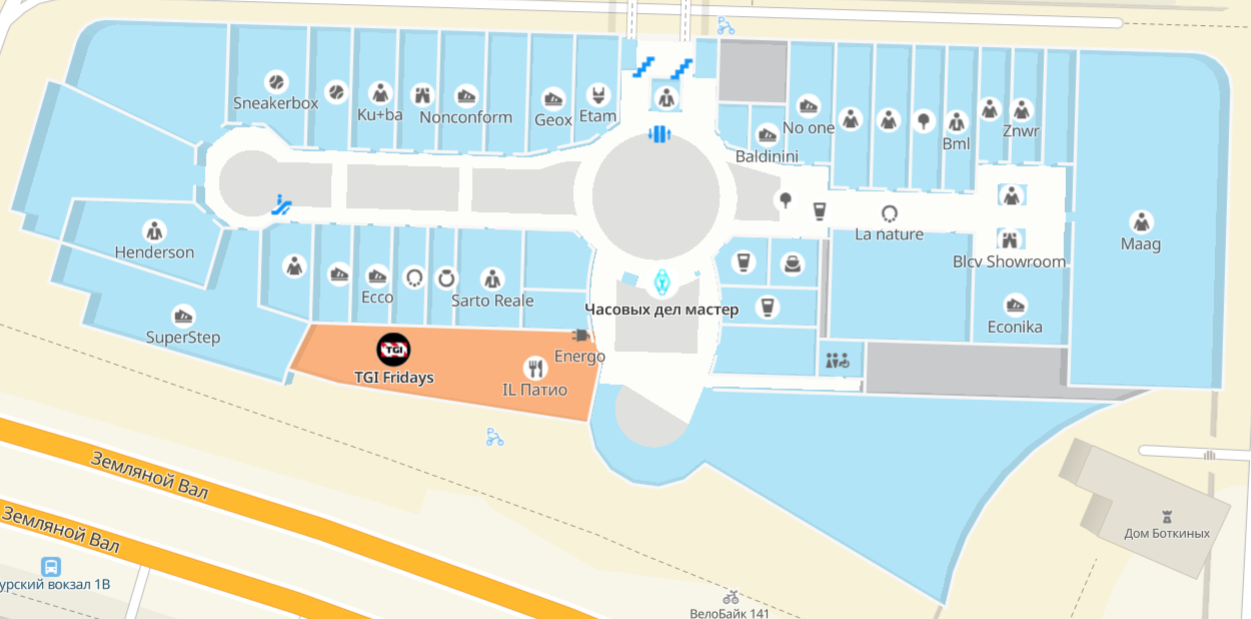 Sneakerbox
Ku+ba
Nonconform
Geox
Etam
No one
Baldinini
Bml
Znwr
La nature
Maag
Blcv Showroom
Henderson
Ecco
Sarto Reale
Часовых дел мастер
Econika
SuperStep
Energo
TGI
TGI Fridays
IL Патио
Земляной Вал
Земляной Вал
Дом Боткиных
урский вокзал 1В
ВелоБайк 141